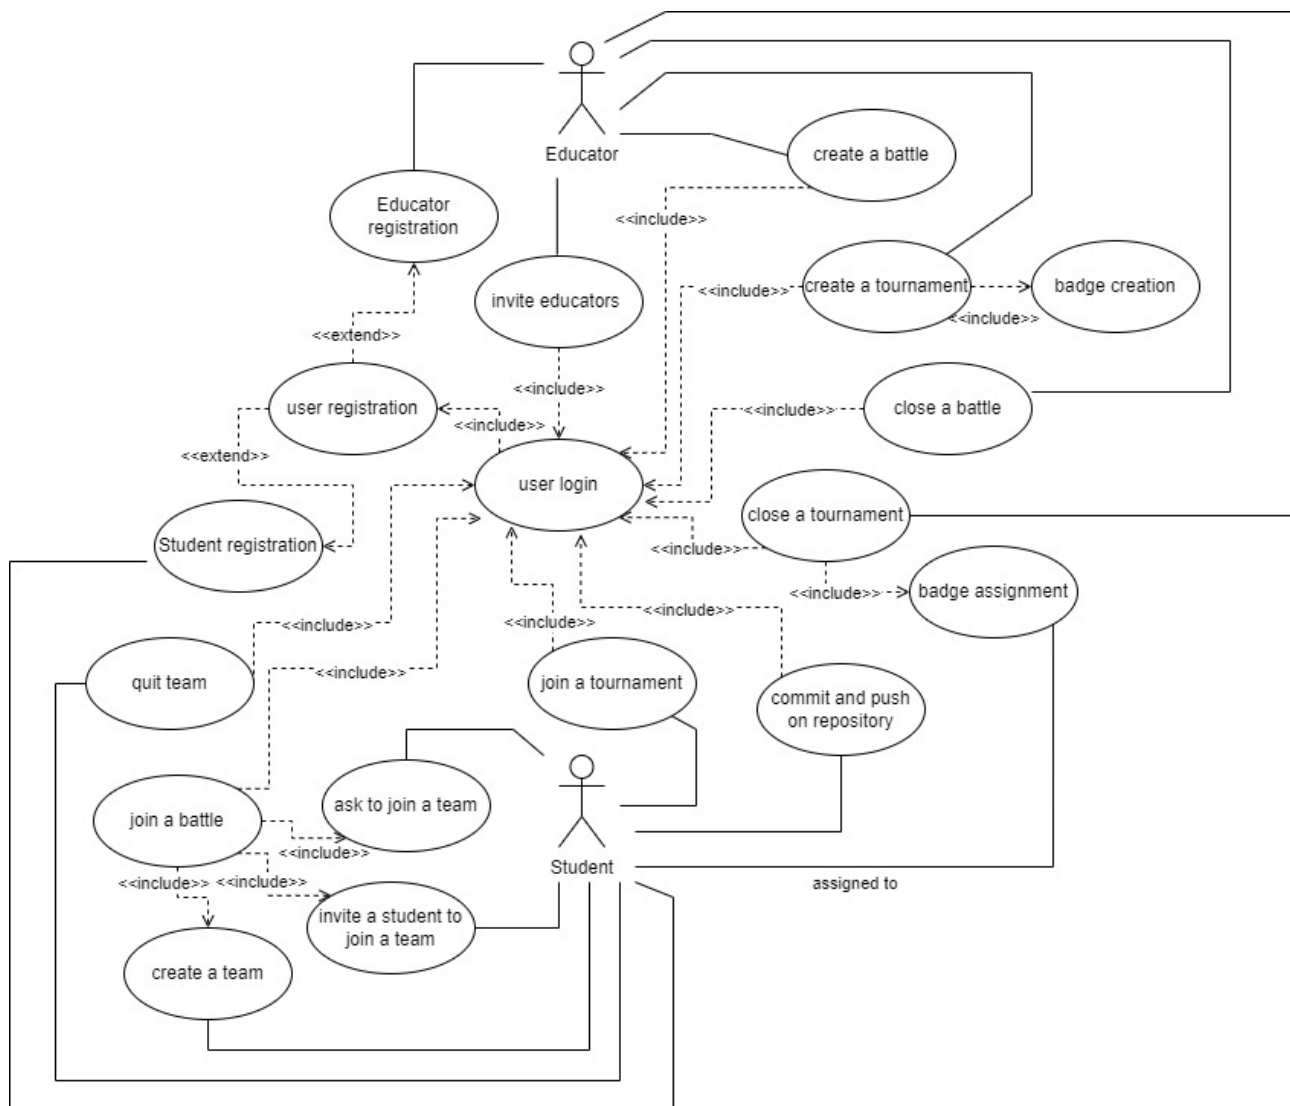 Educator
create a battle
Educator
registration
<<include>>
invite educators
<<include>>
create a tournament
badge creation
<<include>>
<<extend>>
<<include>>
user registration
<<include>>
close a battle
<<include>>
<<extend>>
user login
close a tournament
Student registration
<<include>>
badge assignment
<<include>>
<<include>>
<<include>>
<<include>>
quit team
<<include>>
join a tournament
commit and push
on repository
ask to join a team
join a battle
<<include>>
Student
<<include>>
<<include>>
assigned to
invite a student to
join a team
create a team